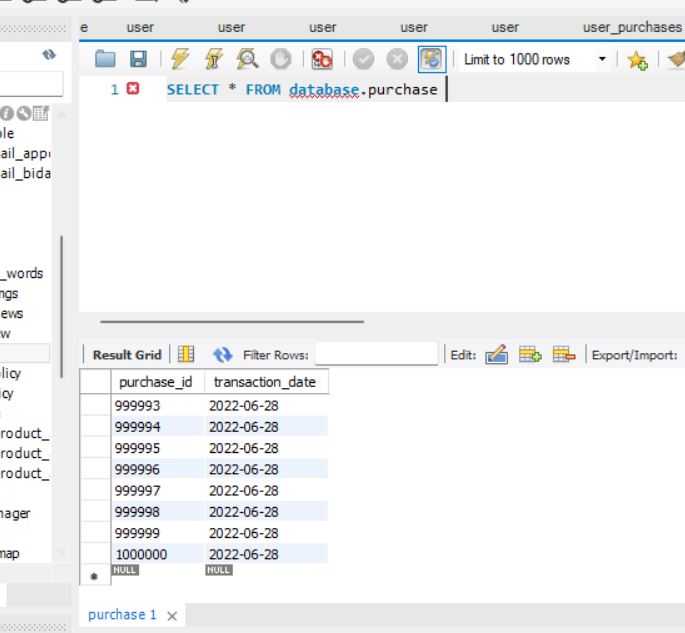 e user user user user user user_purchases
Limit to 1000 rows
1 SELECT * FROM database.purchase
ole
ail_app
ail_bida
_words
ngs
ews
w
olicy
icy
roduct_
roduct_
roduct_
nager
map
Result Grid Filter Rows: Edit: Export/Import:
purchase_id transaction_date
999993 2022-06-28
999994 2022-06-28
999995 2022-06-28
999996 2022-06-28
999997 2022-06-28
999998 2022-06-28
999999 2022-06-28
1000000 2022-06-28
NULL NULL
purchase 1